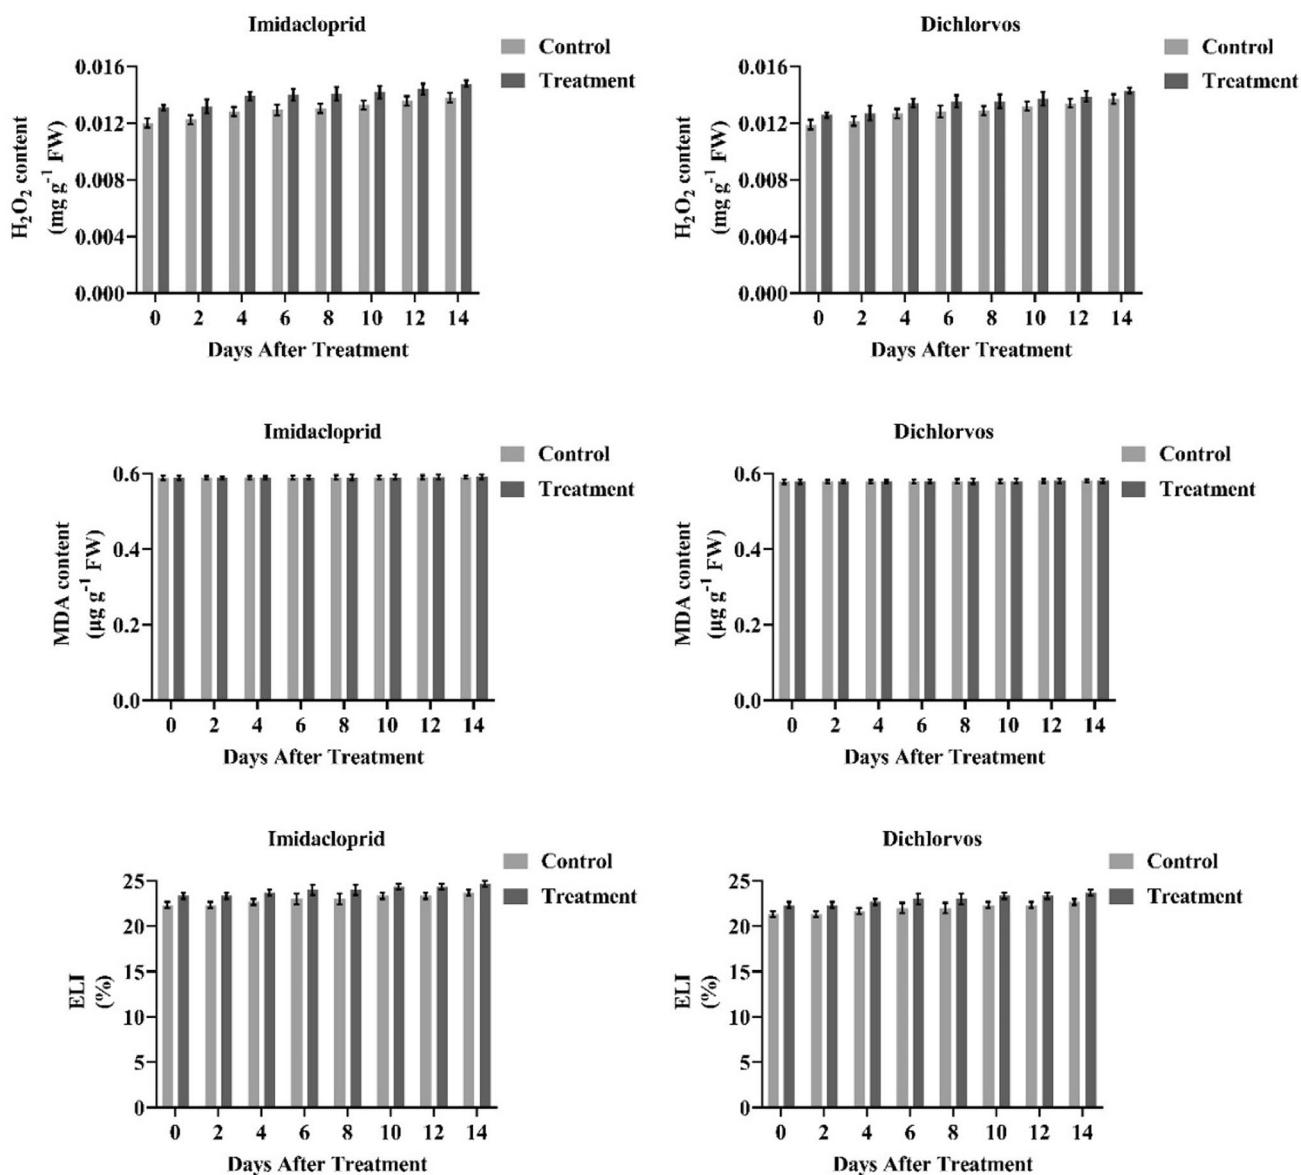 Imidacloprid
Control
Treatment
H₂O₂ content
(mg g⁻¹ FW)
0.016
0.012
0.008
0.004
0.000
0 2 4 6 8 10 12 14
Days After Treatment
Dichlorvos
Control
Treatment
H₂O₂ content
(mg g⁻¹ FW)
0.016
0.012
0.008
0.004
0.000
0 2 4 6 8 10 12 14
Days After Treatment
Imidacloprid
Control
Treatment
MDA content
(μg g⁻¹ FW)
0.6
0.4
0.2
0.0
0 2 4 6 8 10 12 14
Days After Treatment
Dichlorvos
Control
Treatment
MDA content
(μg g⁻¹ FW)
0.6
0.4
0.2
0.0
0 2 4 6 8 10 12 14
Days After Treatment
Imidacloprid
Control
Treatment
ELI
(%)
25
20
15
10
5
0
0 2 4 6 8 10 12 14
Days After Treatment
Dichlorvos
Control
Treatment
ELI
(%)
25
20
15
10
5
0
0 2 4 6 8 10 12 14
Days After Treatment